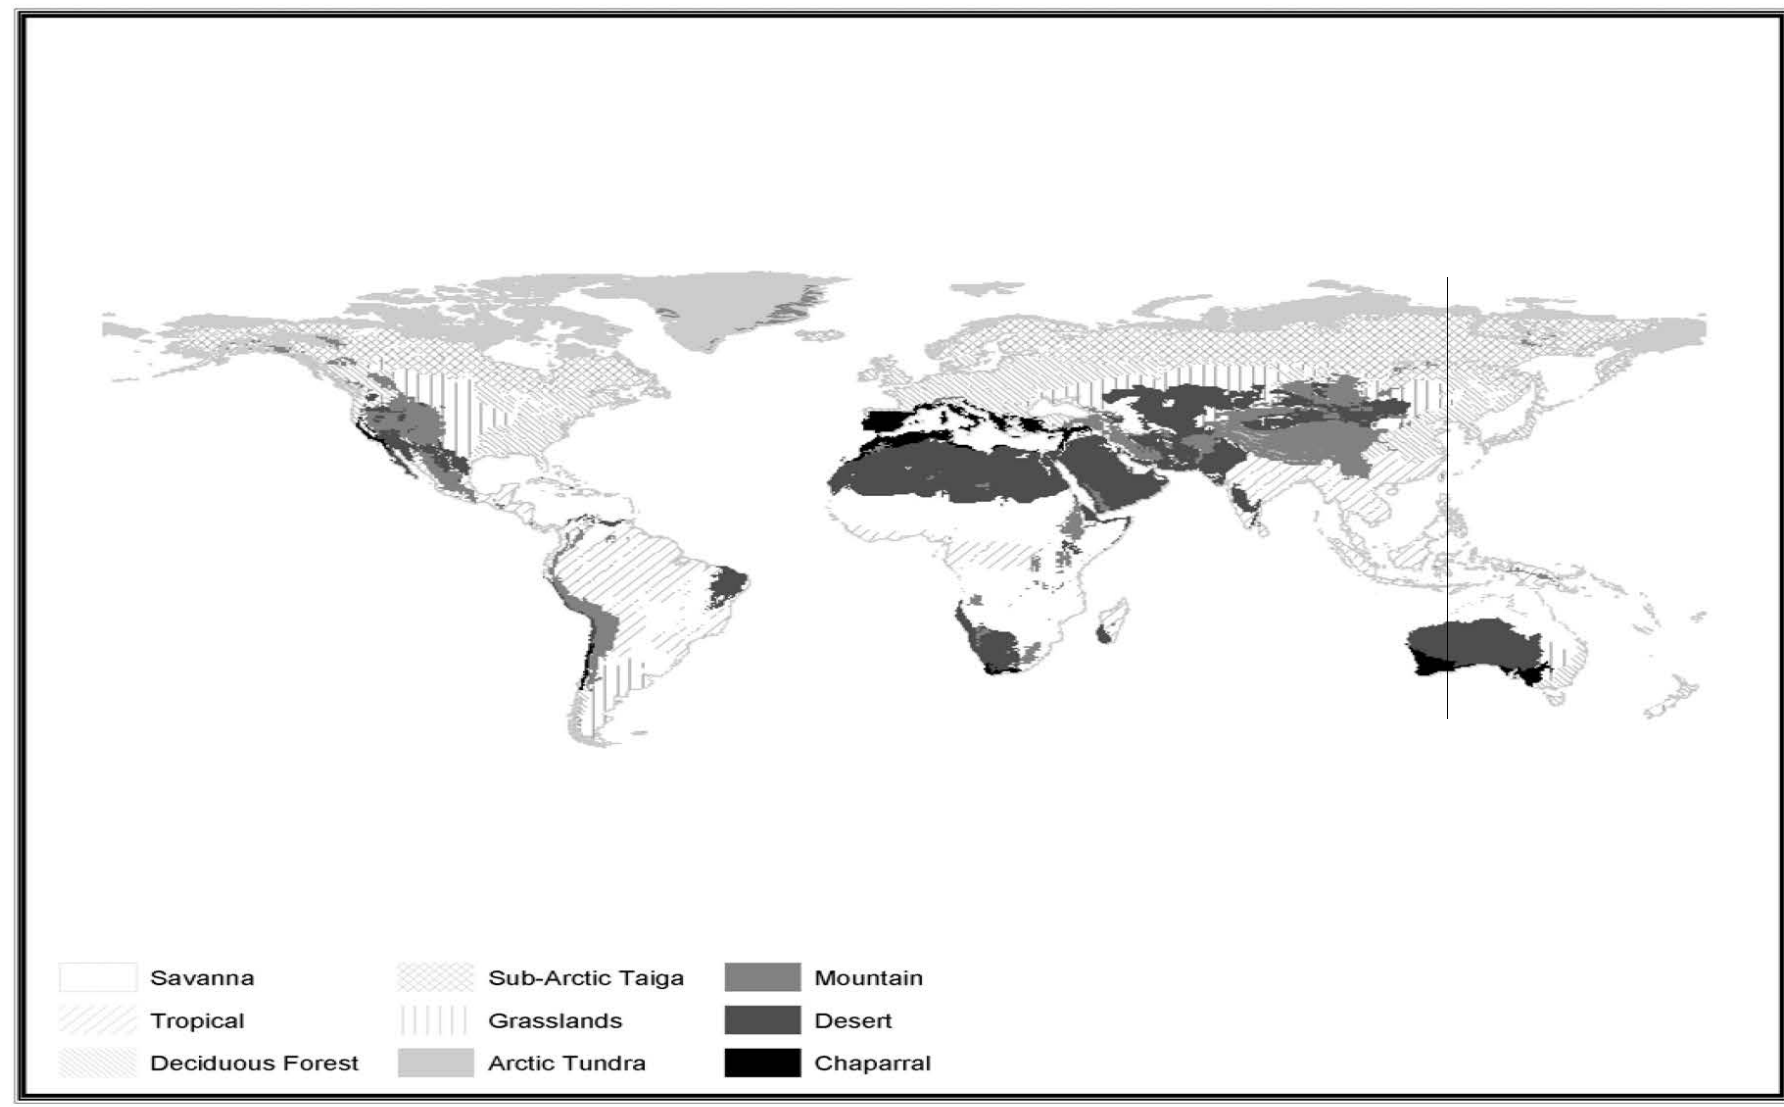 Savanna
Tropical
Deciduous Forest
Sub-Arctic Taiga
Grasslands
Arctic Tundra
Mountain
Desert
Chaparral